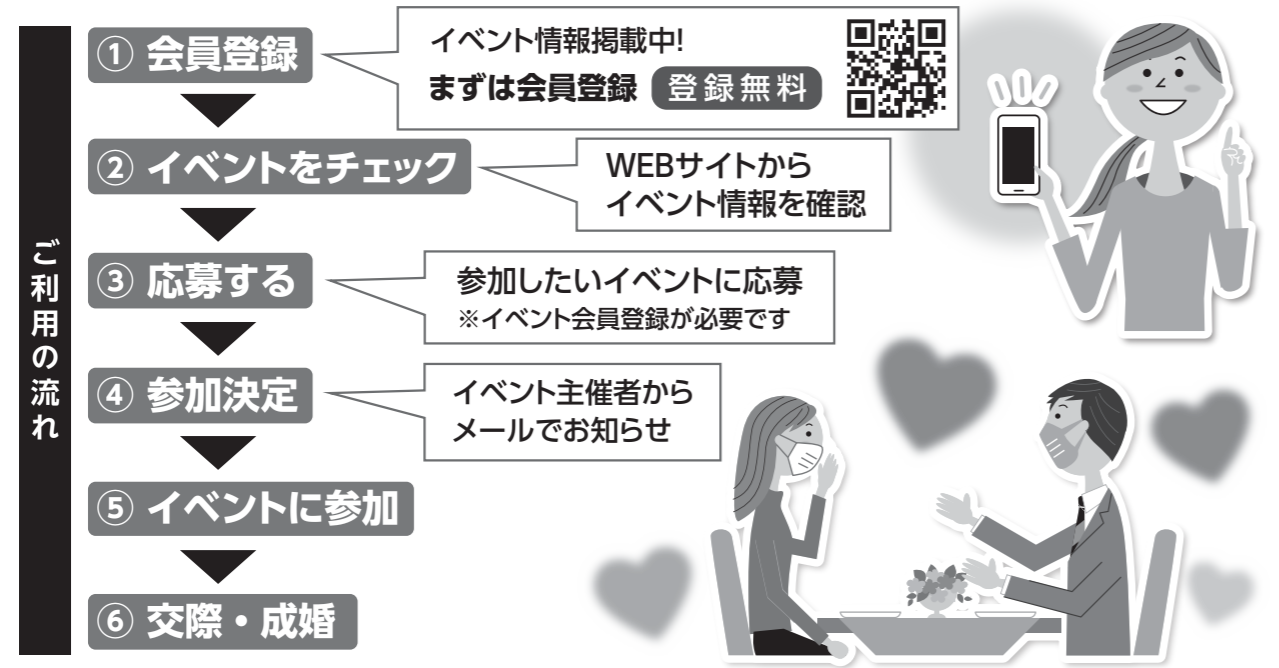 ご利用の流れ
① 会員登録
イベント情報掲載中!
まずは会員登録 登録無料
② イベントをチェック
WEBサイトから
イベント情報を確認
③ 応募する
参加したいイベントに応募
※イベント会員登録が必要です
④ 参加決定
イベント主催者から
メールでお知らせ
⑤ イベントに参加
⑥ 交際・成婚